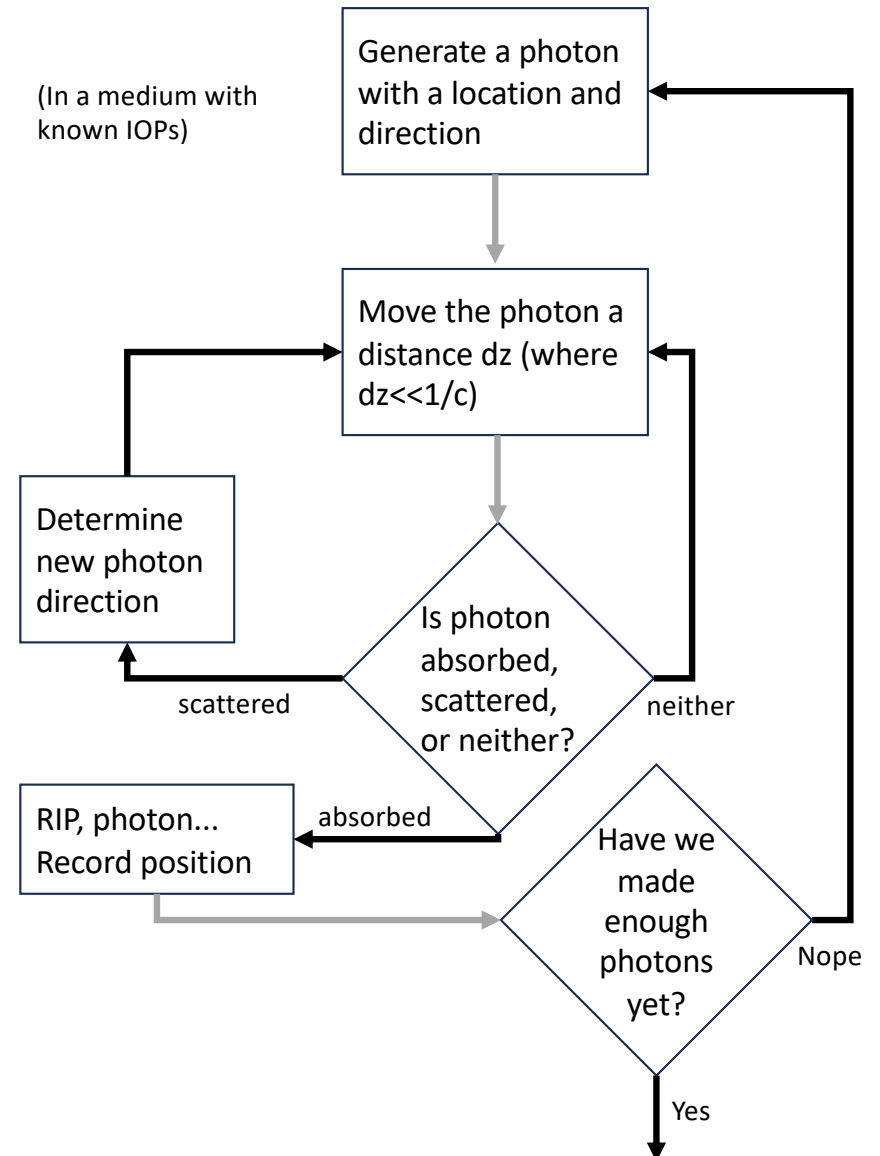 Generate a photon
with a location and
direction
(In a medium with
known IOPs)
Move the photon a
distance dz (where
dz<<1/c)
Determine
new photon
direction
Is photon
absorbed,
scattered,
or neither?
scattered
neither
RIP, photon...
Record position
absorbed
Have we
made
enough
photons
yet?
Nope
Yes